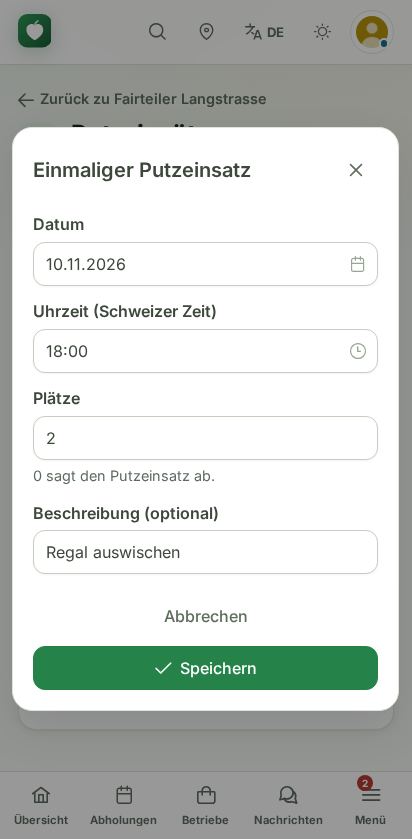 DE
Zurück zu Fairteiler Langstrasse
Einmaliger Putzeinsatz
Datum
10.11.2026
Uhrzeit (Schweizer Zeit)
18:00
Plätze
2
0 sagt den Putzeinsatz ab.
Beschreibung (optional)
Regal auswischen
Abbrechen
Speichern
2
Übersicht
Abholungen
Betriebe
Nachrichten
Menü